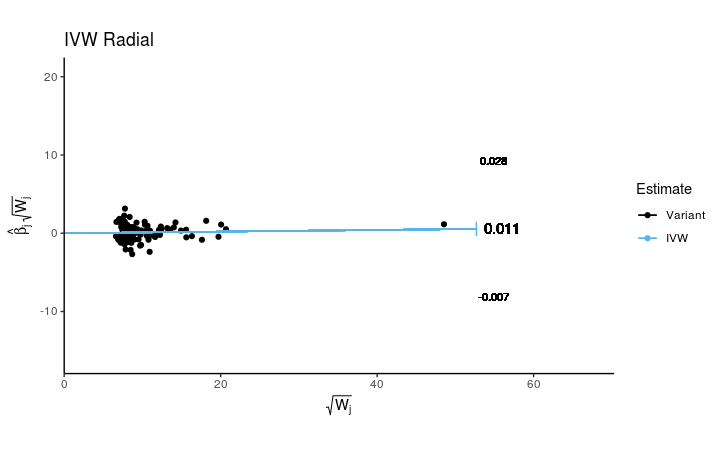 IVW Radial
20
10
0
-10
β̂ⱼ√Wⱼ
0.028
0.011
-0.007
0
20
40
60
√Wⱼ
Estimate
Variant
IVW